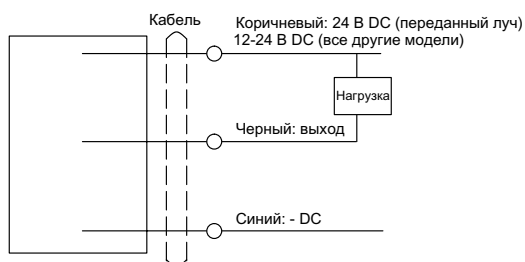 Кабель
Коричневый: 24 В DC (переданный луч)
12-24 В DC (все другие модели)
Нагрузка
Черный: выход
Синий: - DC